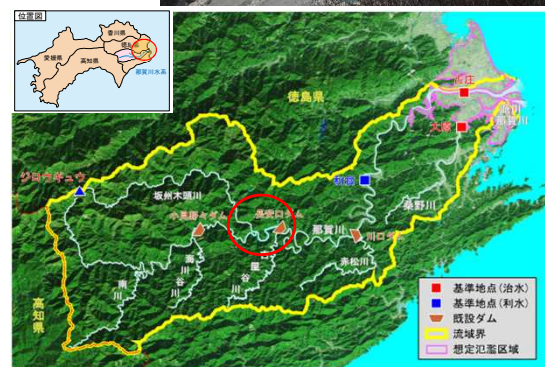 位置図
香川県
徳島県
愛媛県
高知県
那賀川水系
徳島県
古庄
那賀川
大原
ジロウギュウ
和食
桑野川
坂州木頭川
小見野々ダム
長安口ダム
那賀川
川口ダム
赤松川
南川
海川谷川
屋谷川
高知県
基準地点(治水)
基準地点(利水)
既設ダム
流域界
想定氾濫区域